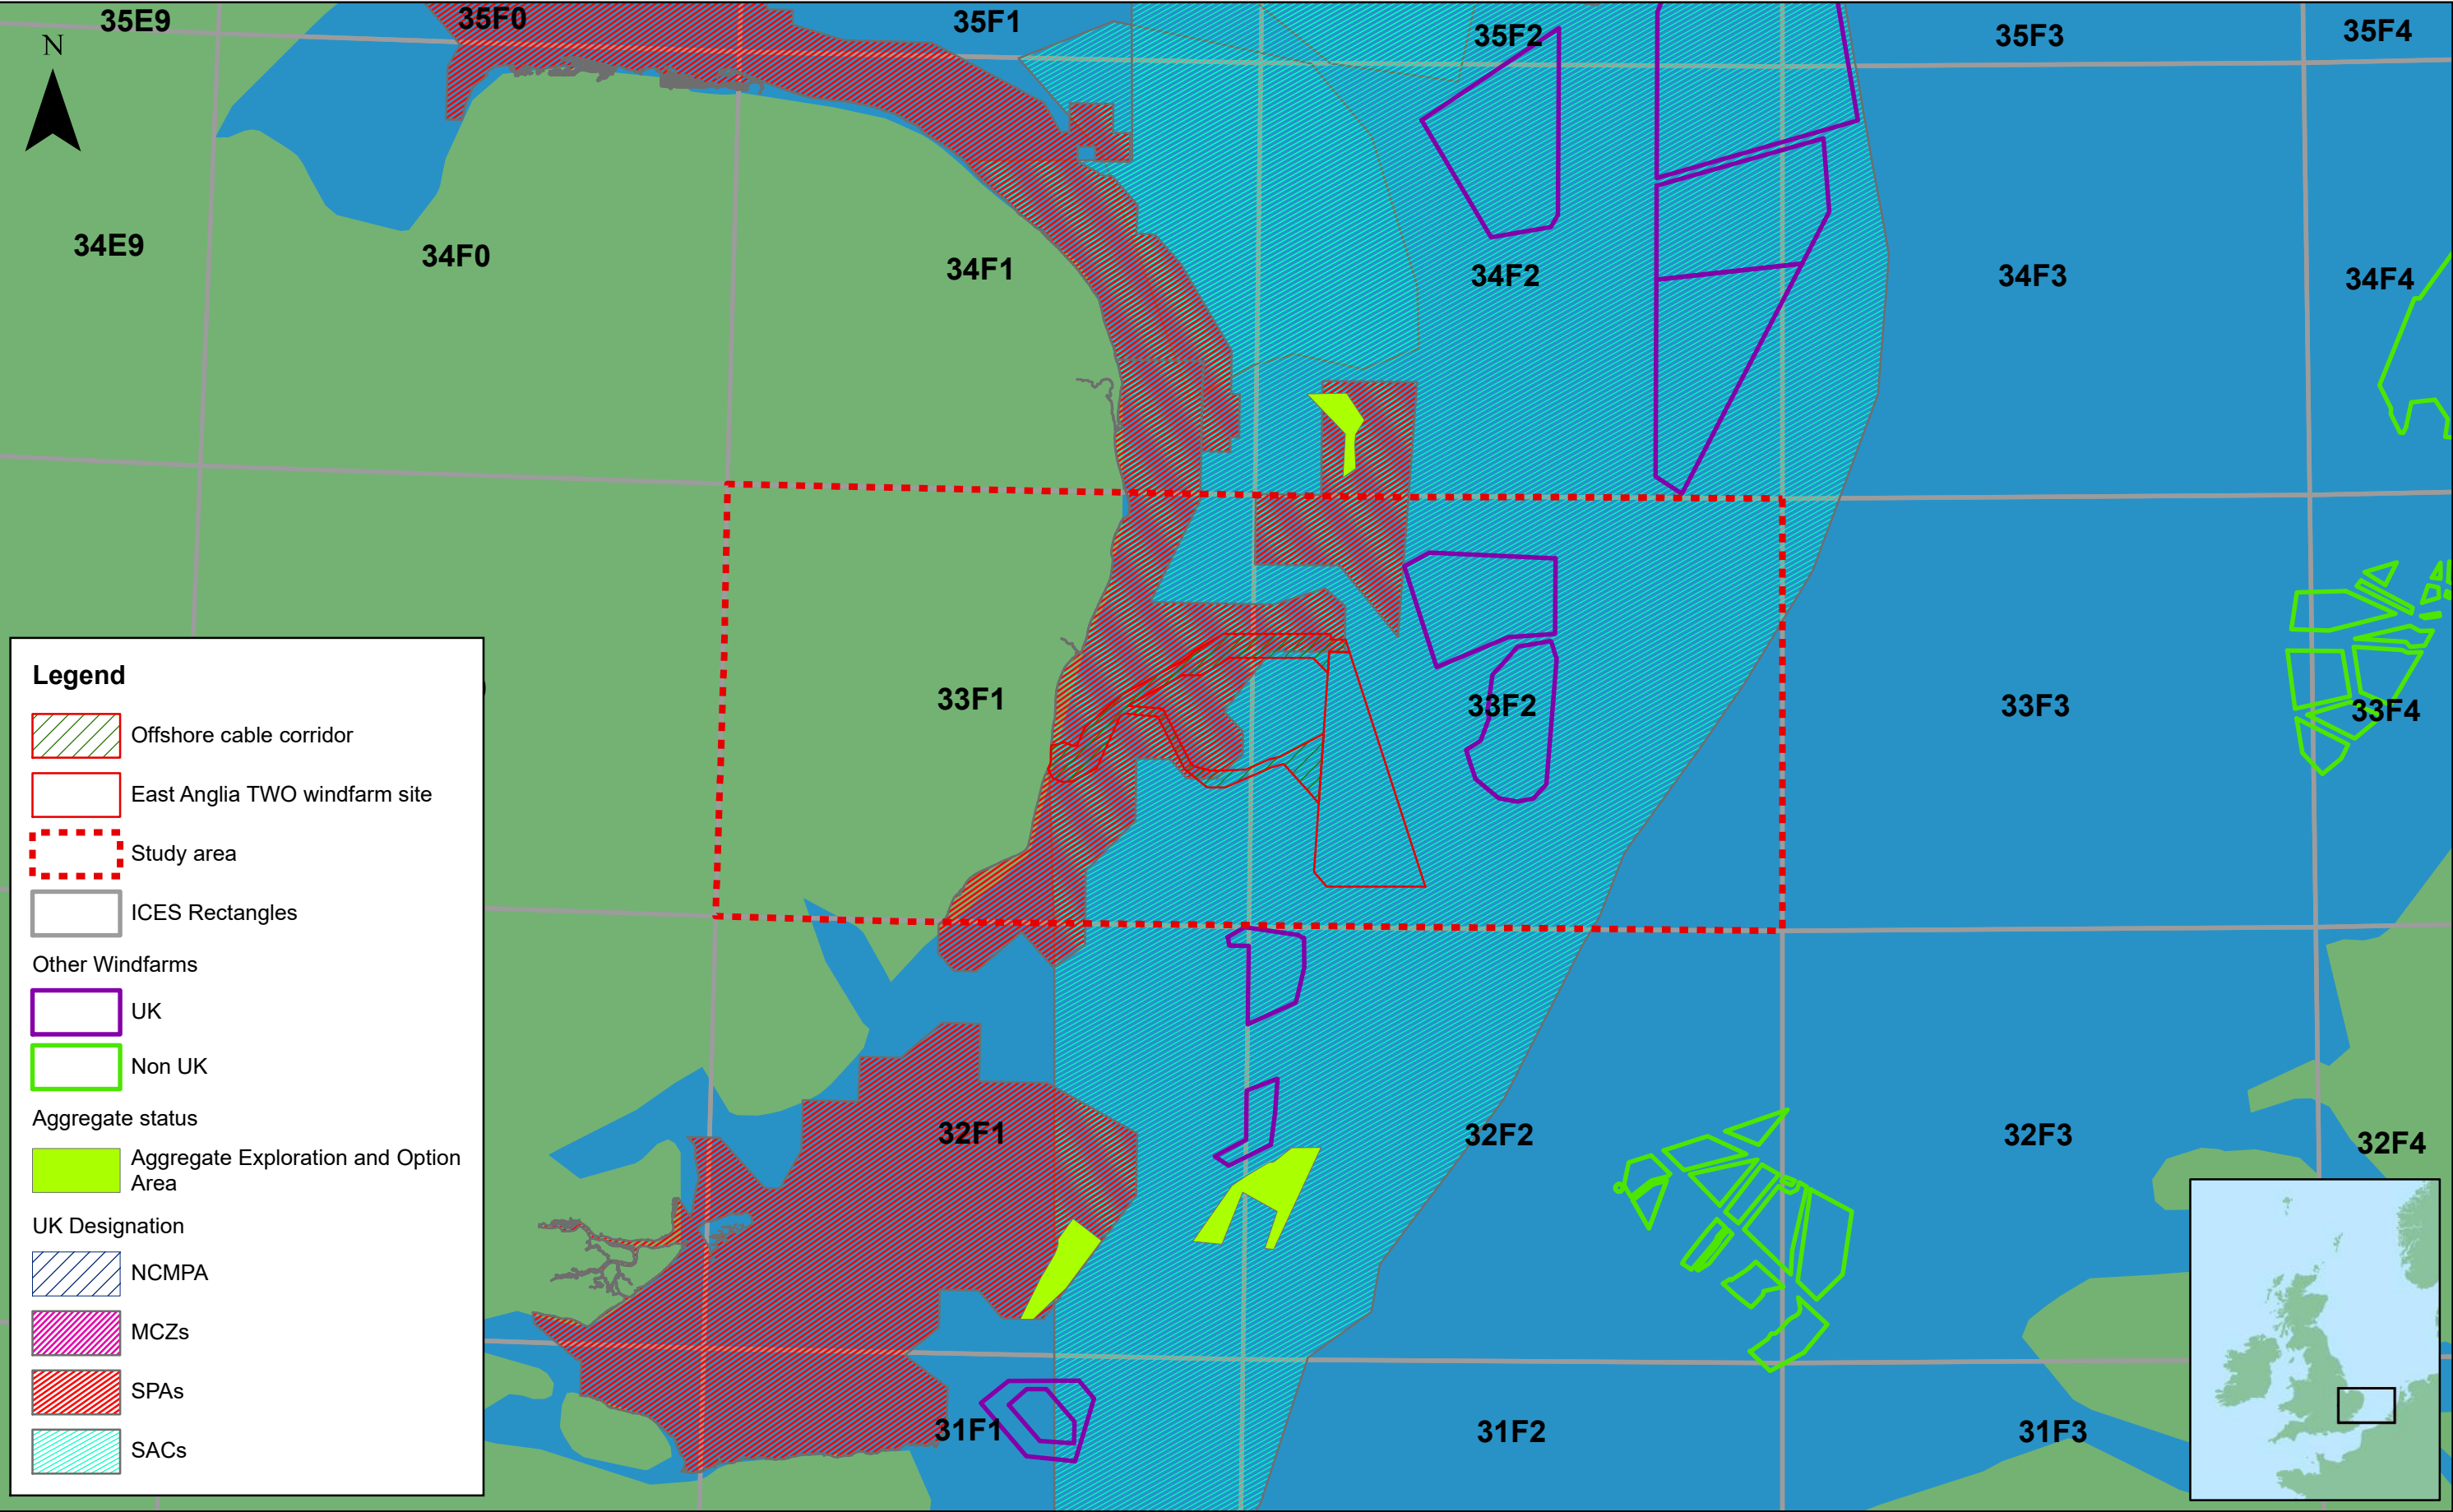 35E9
35F0
35F1
35F2
35F3
35F4
N
34E9
34F0
34F1
34F2
34F3
34F4
33F1
33F2
33F3
33F4
32F1
32F2
32F3
32F4
31F1
31F2
31F3
Legend
Offshore cable corridor
East Anglia TWO windfarm site
Study area
ICES Rectangles
Other Windfarms
UK
Non UK
Aggregate status
Aggregate Exploration and Option
Area
UK Designation
NCMPA
MCZs
SPAs
SACs